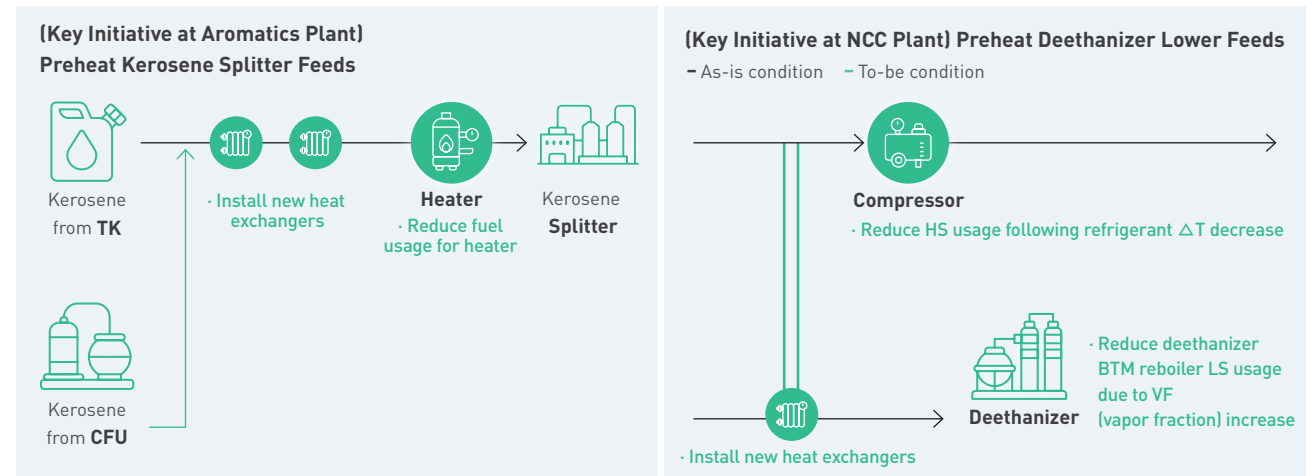 (Key Initiative at Aromatics Plant)
Preheat Kerosene Splitter Feeds
Kerosene
from TK
· Install new heat
exchangers
Heater
· Reduce fuel
usage for heater
Kerosene
Splitter
Kerosene
from CFU
(Key Initiative at NCC Plant) Preheat Deethanizer Lower Feeds
– As-is condition – To-be condition
Compressor
· Reduce HS usage following refrigerant △T decrease
· Install new heat exchangers
Deethanizer
· Reduce deethanizer
BTM reboiler LS usage
due to VF
(vapor fraction) increase